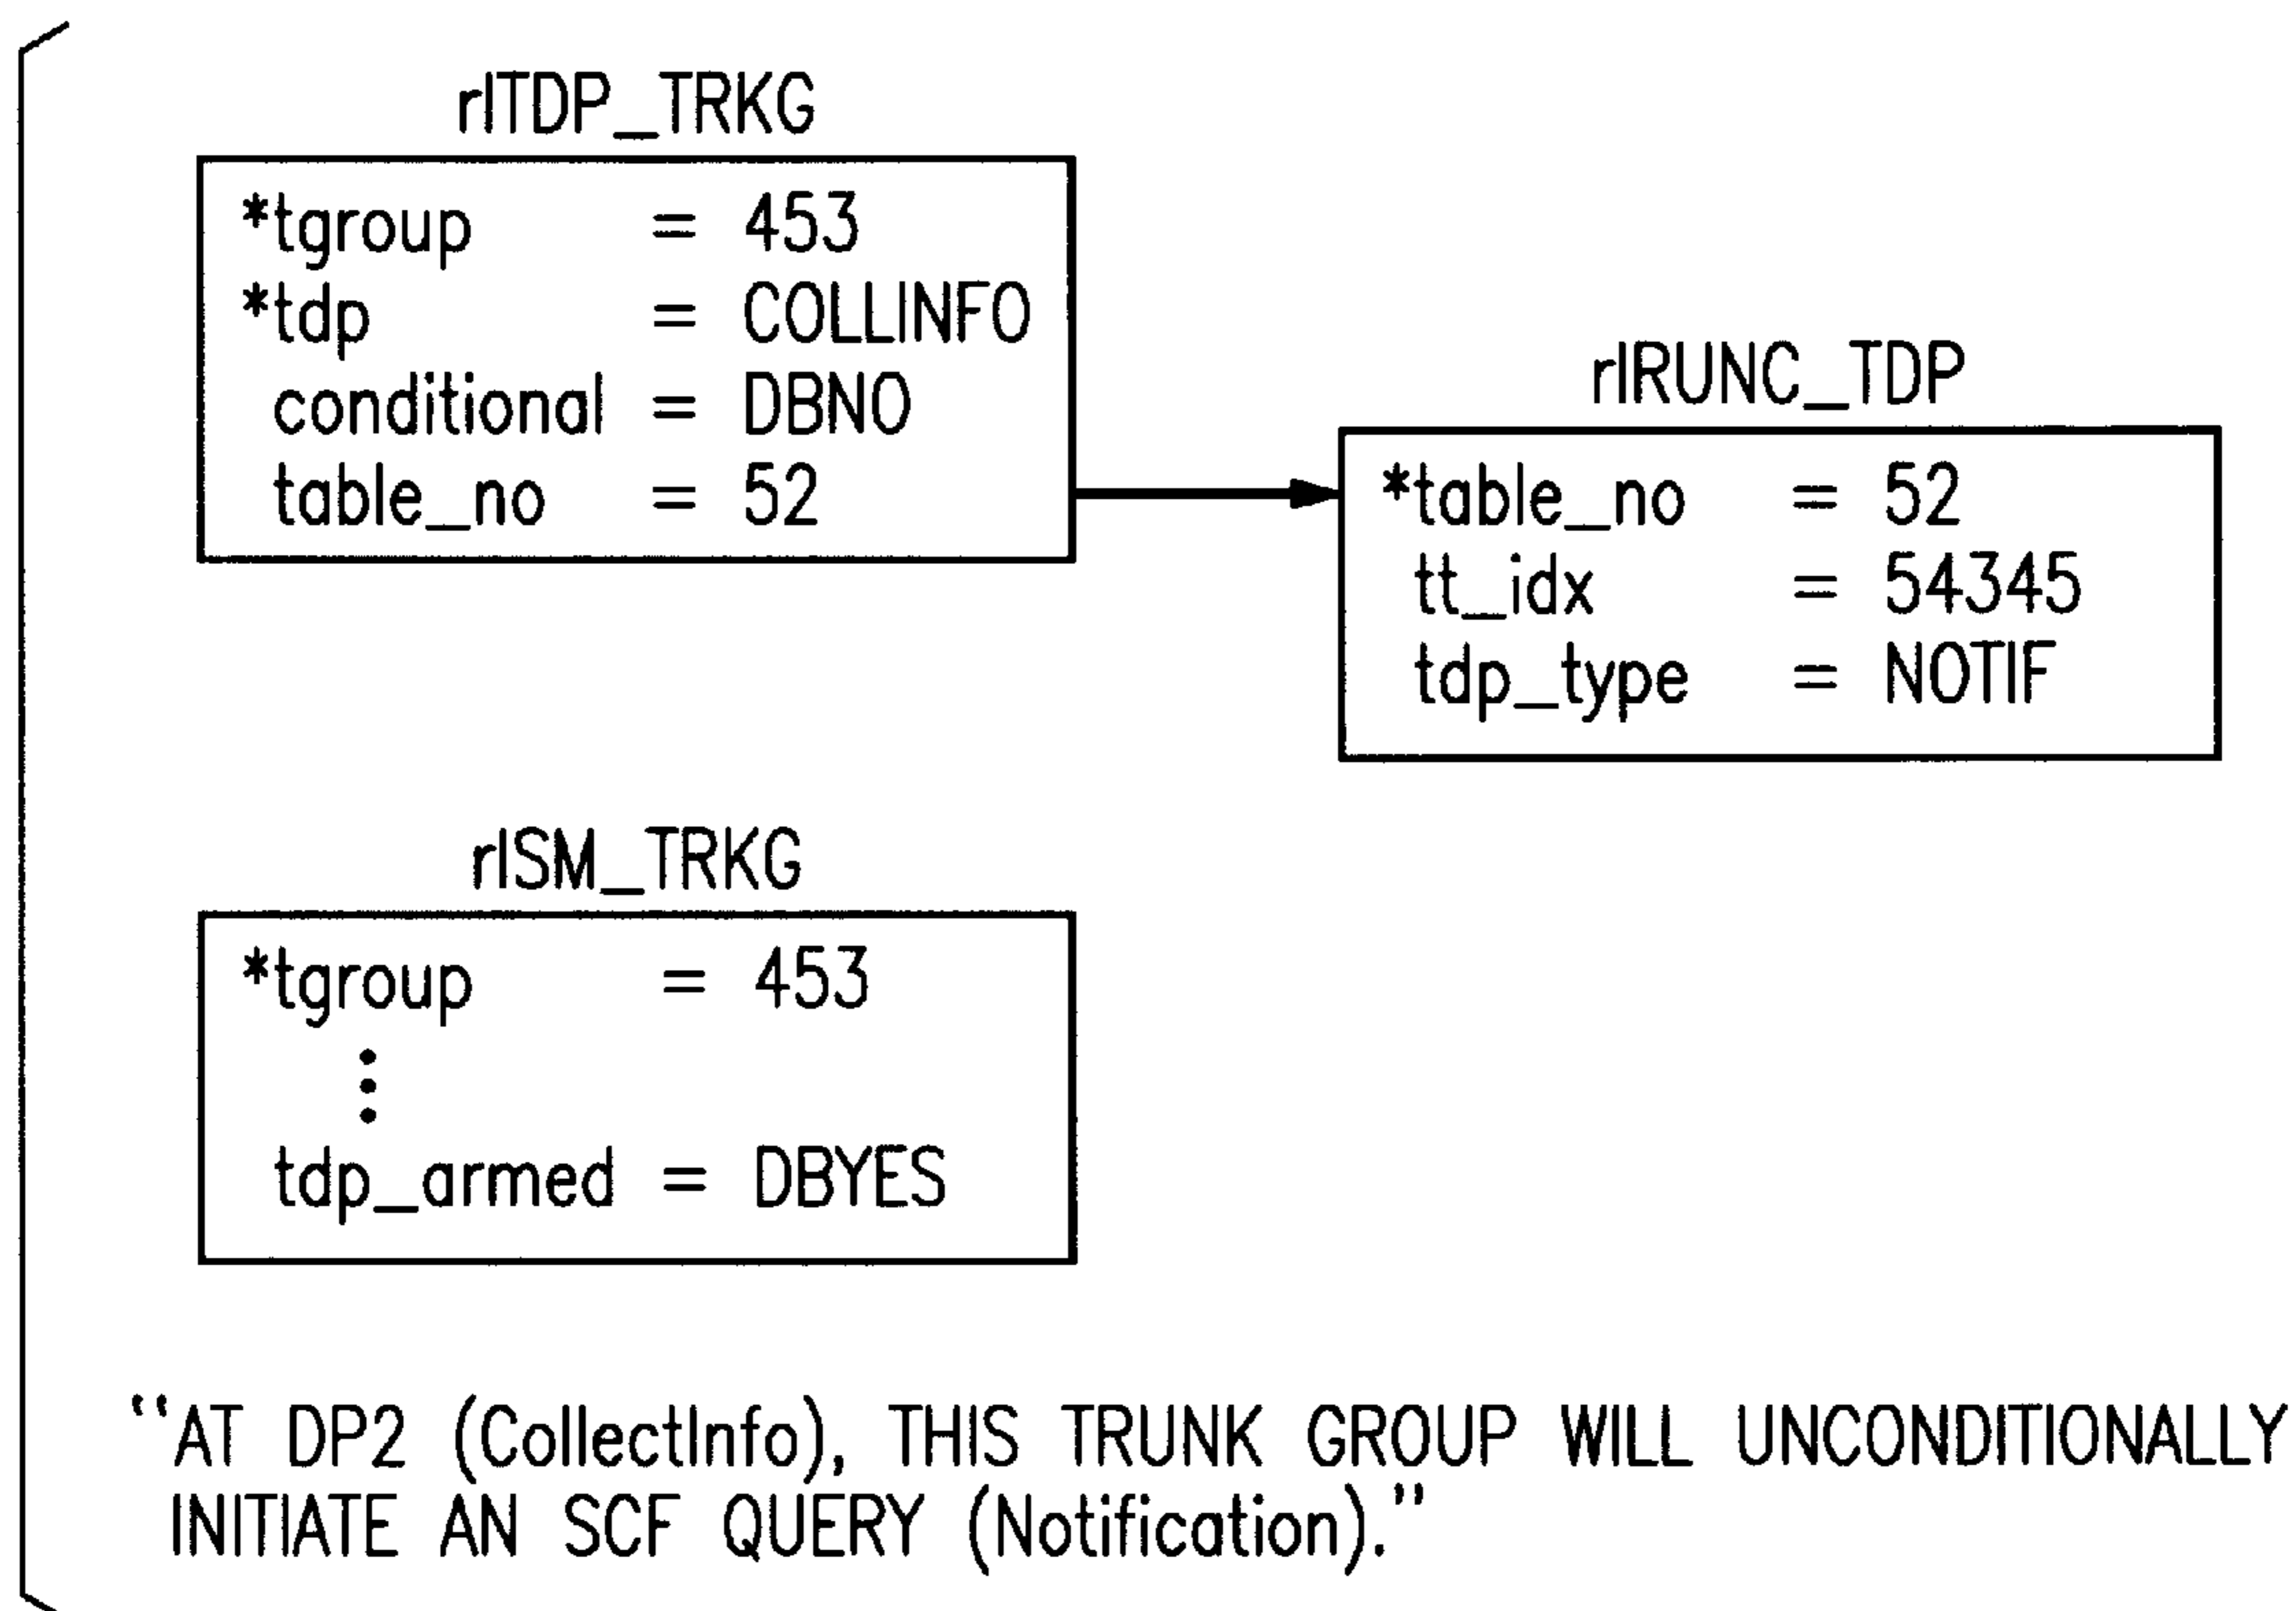 rlTDP_TRKG
*tgroup = 453
*tdp = COLLINFO
conditional = DBNO
table_no = 52
rlRUNC_TDP
*table_no = 52
tt_idx = 54345
tdp_type = NOTIF
rlSM_TRKG
*tgroup = 453
⋮
tdp_armed = DBYES
‘‘AT DP2 (CollectInfo), THIS TRUNK GROUP WILL UNCONDITIONALLY
INITIATE AN SCF QUERY (Notification).’’